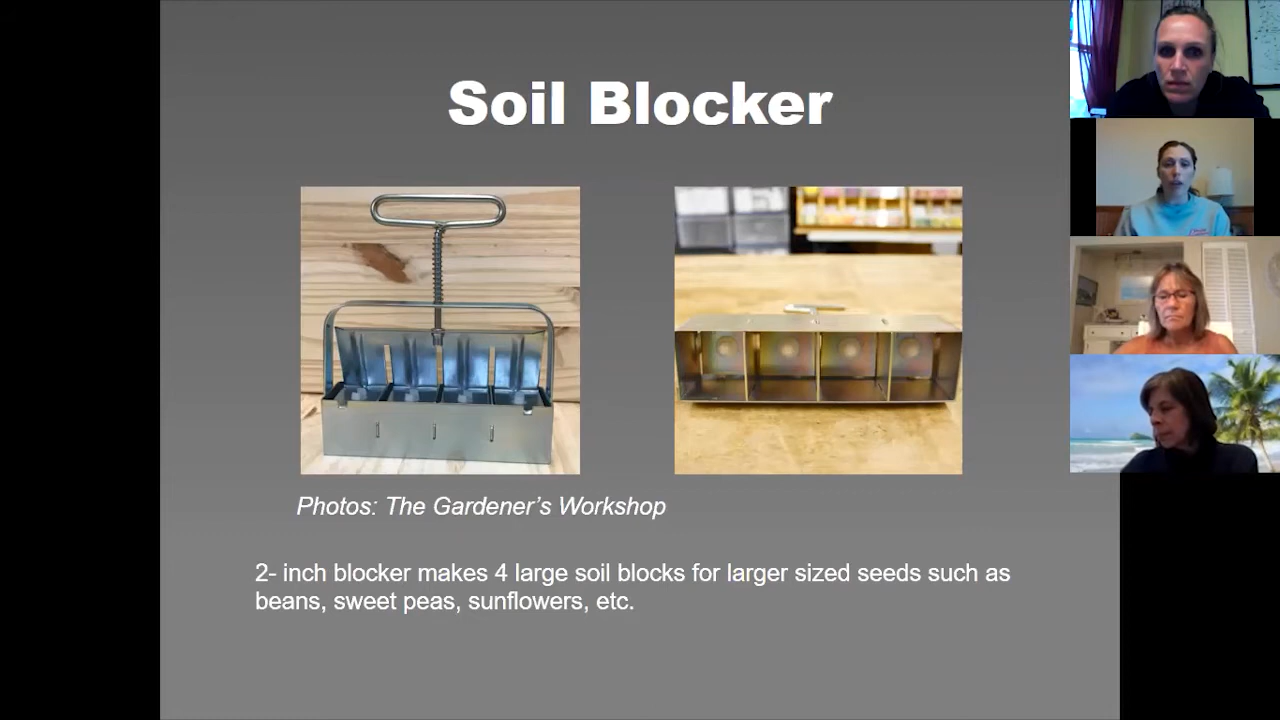 Soil Blocker
Photos: The Gardener's Workshop
2- inch blocker makes 4 large soil blocks for larger sized seeds such as
beans, sweet peas, sunflowers, etc.